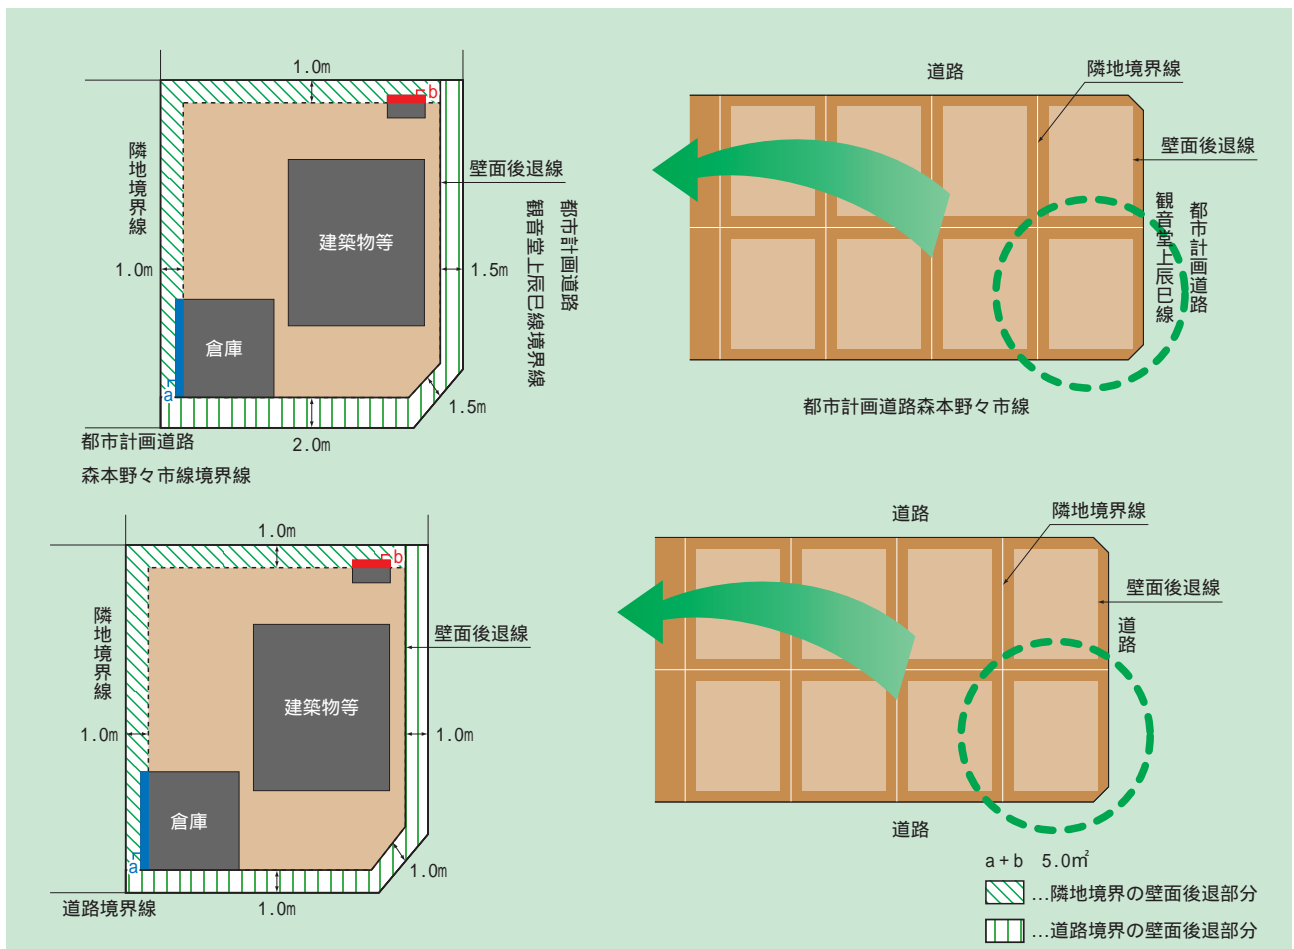 1.0m
b
隣地境界線
壁面後退線
都市計画道路
観音堂上辰巳線境界線
建築物等
1.0m
1.5m
倉庫
a
1.5m
2.0m
都市計画道路
森本野々市線境界線
道路
隣地境界線
壁面後退線
都市計画道路
観音堂上辰巳線
都市計画道路森本野々市線
1.0m
b
隣地境界線
壁面後退線
建築物等
1.0m
1.0m
倉庫
a
1.0m
1.0m
道路境界線
道路
隣地境界線
壁面後退線
道路
道路
a+b 5.0㎡
…隣地境界の壁面後退部分
…道路境界の壁面後退部分